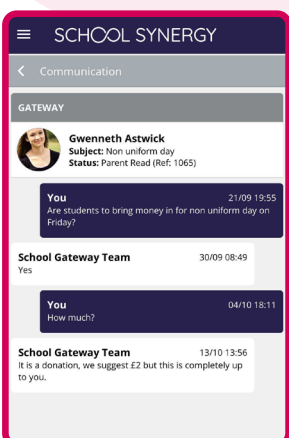 SCHOOL SYNERGY
Communication
GATEWAY
Gwenneth Astwick
Subject: Non uniform day
Status: Parent Read (Ref: 1065)
You 21/09 19:55
Are students to bring money in for non uniform day on
Friday?
School Gateway Team 30/09 08:49
Yes
You 04/10 18:11
How much?
School Gateway Team 13/10 13:56
It is a donation, we suggest £2 but this is completely up
to you.